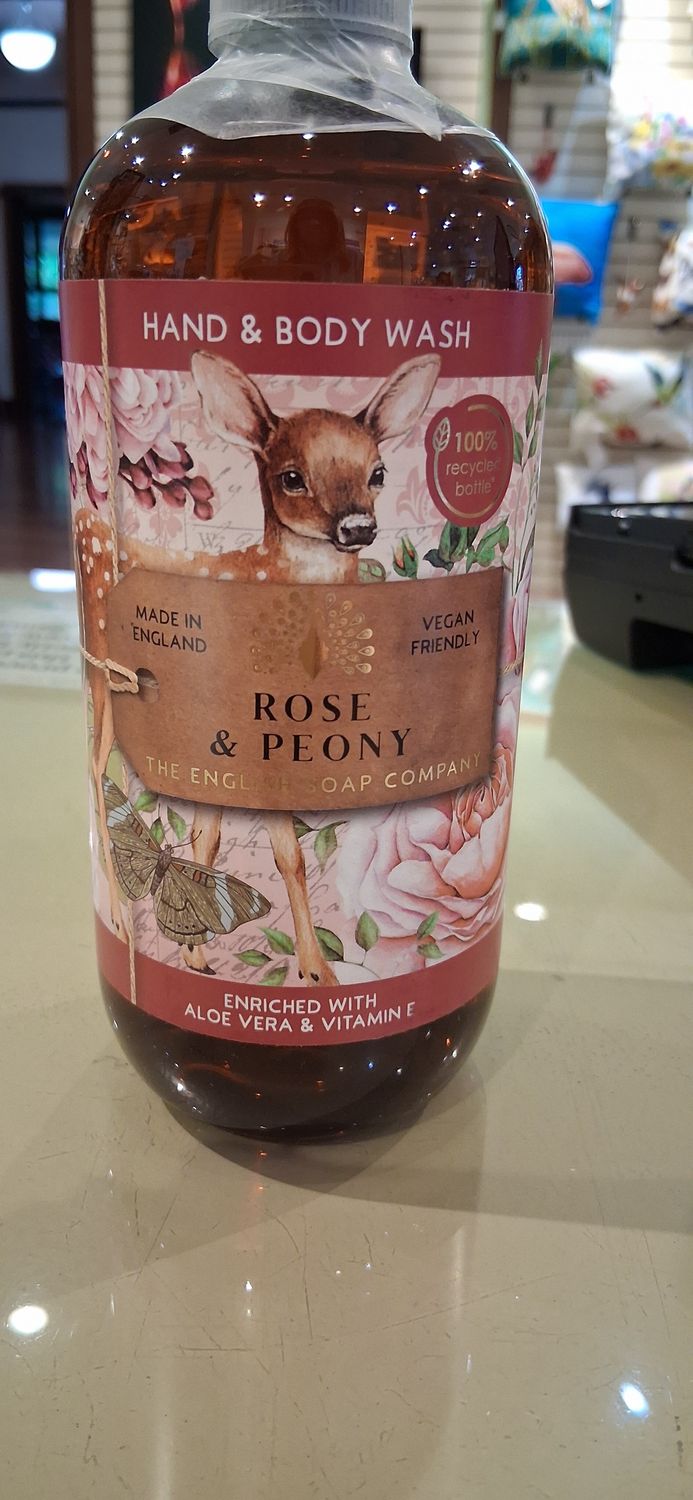 HAND & BODY WASH
100%
recycled
bottle*
MADE IN
ENGLAND
VEGAN
FRIENDLY
ROSE
& PEONY
THE ENGLISH SOAP COMPANY
ENRICHED WITH
ALOE VERA & VITAMIN E